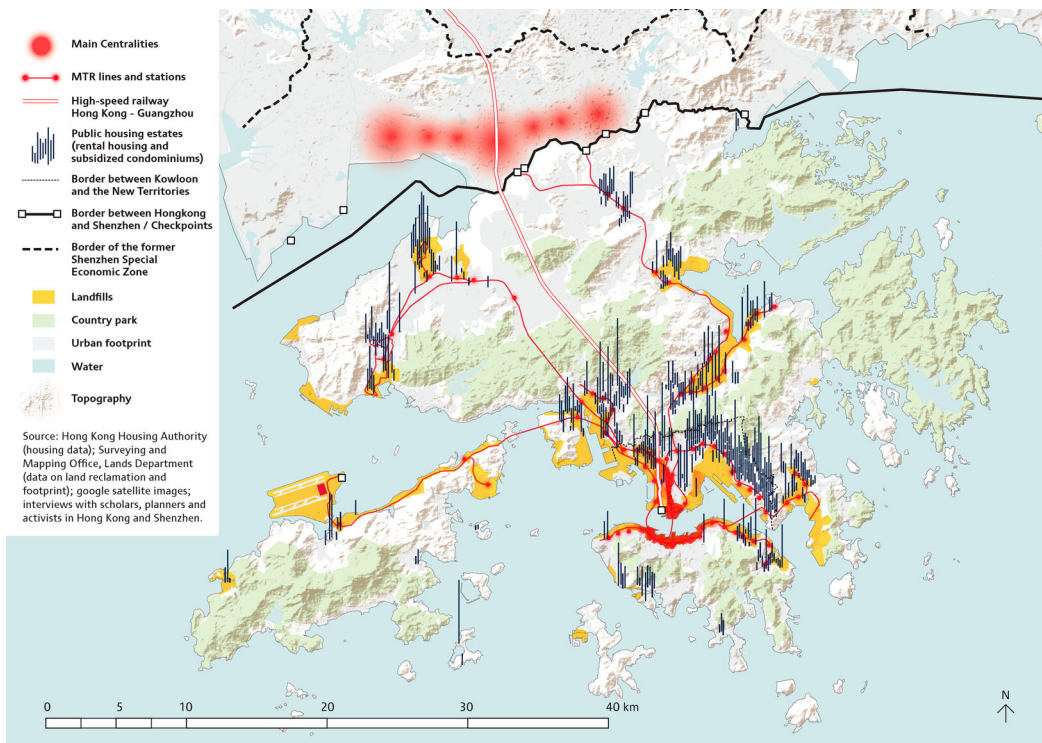 Main Centralities
MTR lines and stations
High-speed railway
Hong Kong - Guangzhou
Public housing estates
(rental housing and
subsidized condominiums)
Border between Kowloon
and the New Territories
Border between Hongkong
and Shenzhen / Checkpoints
Border of the former
Shenzhen Special
Economic Zone
Landfills
Country park
Urban footprint
Water
Topography
Source: Hong Kong Housing Authority
(housing data); Surveying and
Mapping Office, Lands Department
(data on land reclamation and
footprint); google satellite images;
interviews with scholars, planners and
activists in Hong Kong and Shenzhen.
0 5 10 20 30 40 km
N